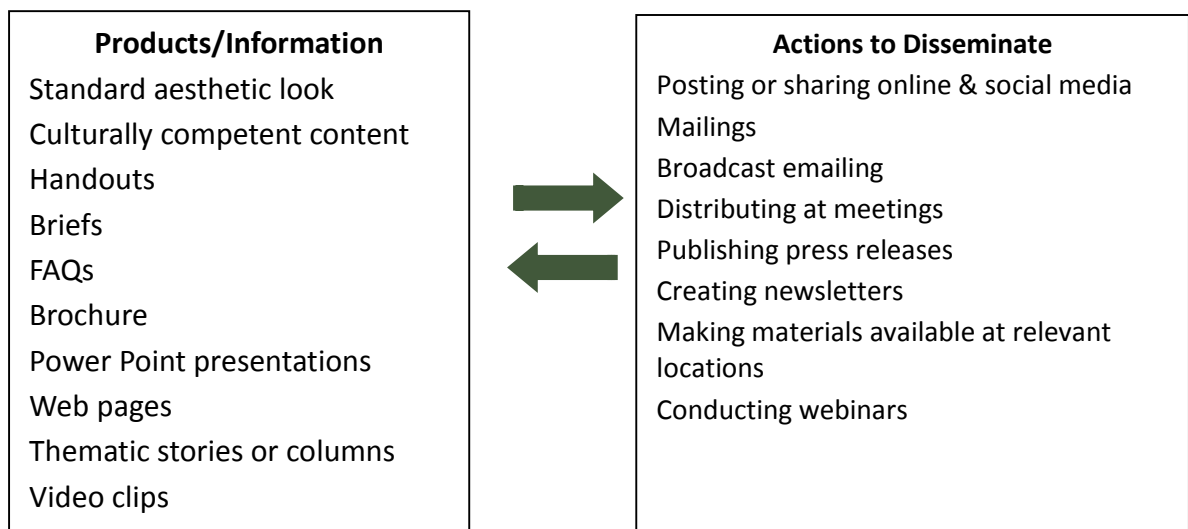 Products/Information
Standard aesthetic look
Culturally competent content
Handouts
Briefs
FAQs
Brochure
Power Point presentations
Web pages
Thematic stories or columns
Video clips
Actions to Disseminate
Posting or sharing online & social media
Mailings
Broadcast emailing
Distributing at meetings
Publishing press releases
Creating newsletters
Making materials available at relevant
locations
Conducting webinars